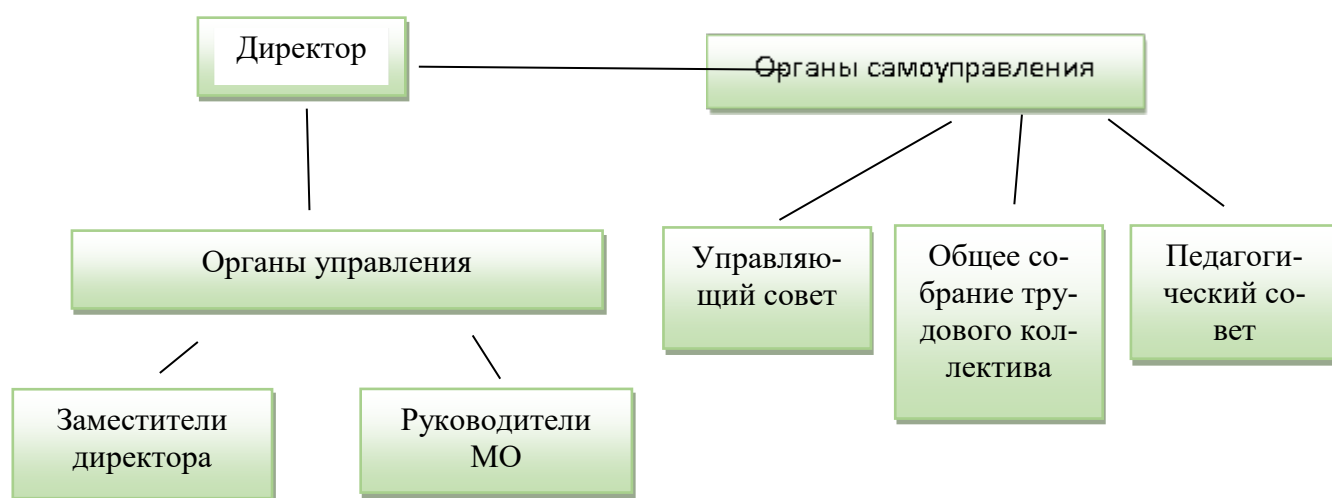 Директор
Органы самоуправления
Органы управления
Управляю-
щий совет
Общее со-
брание тру-
дового кол-
лектива
Педагоги-
ческий со-
вет
Заместители
директора
Руководители
МО